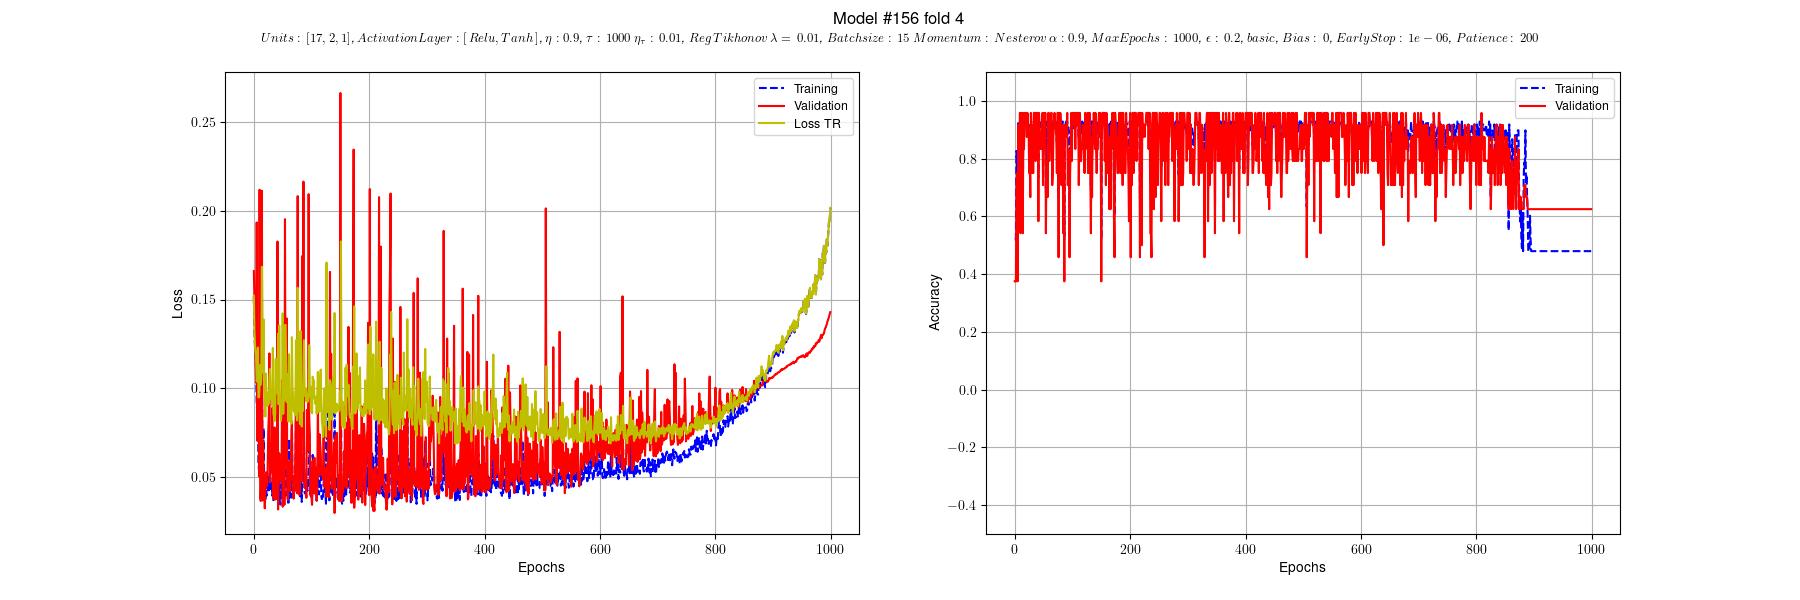 Model #156 fold 4
Units : [17, 2, 1], ActivationLayer : [ Relu, Tanh], η : 0.9, τ : 1000 η_τ : 0.01, Reg Tikhonov λ = 0.01, Batchsize : 15 Momentum : Nesterov α : 0.9, MaxEpochs : 1000, ϵ : 0.2, basic, Bias : 0, EarlyStop : 1e − 06, Patience : 200
Training
Validation
Loss TR
0.25
0.20
0.15
0.10
0.05
Loss
0 200 400 600 800 1000
Epochs
Training
Validation
1.0
0.8
0.6
0.4
0.2
0.0
−0.2
−0.4
Accuracy
0 200 400 600 800 1000
Epochs